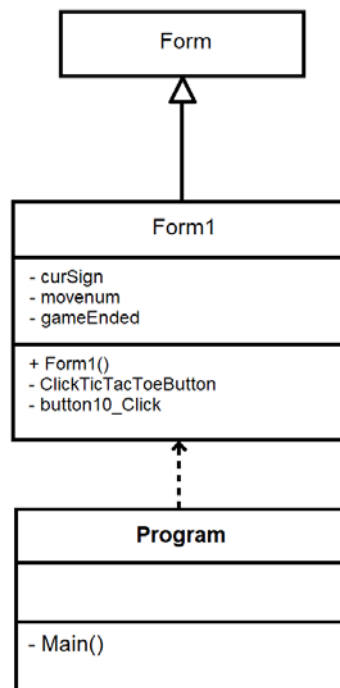 Form
Form1
- curSign
- movenum
- gameEnded
+ Form1()
- ClickTicTacToeButton
- button10_Click
Program
- Main()